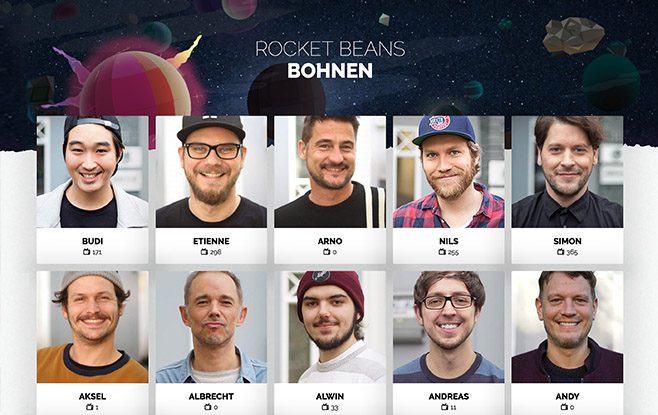 ROCKET BEANS
BOHNEN
BUDI
171
ETIENNE
298
ARNO
0
NILS
255
SIMON
365
AKSEL
1
ALBRECHT
0
ALWIN
33
ANDREAS
11
ANDY
0